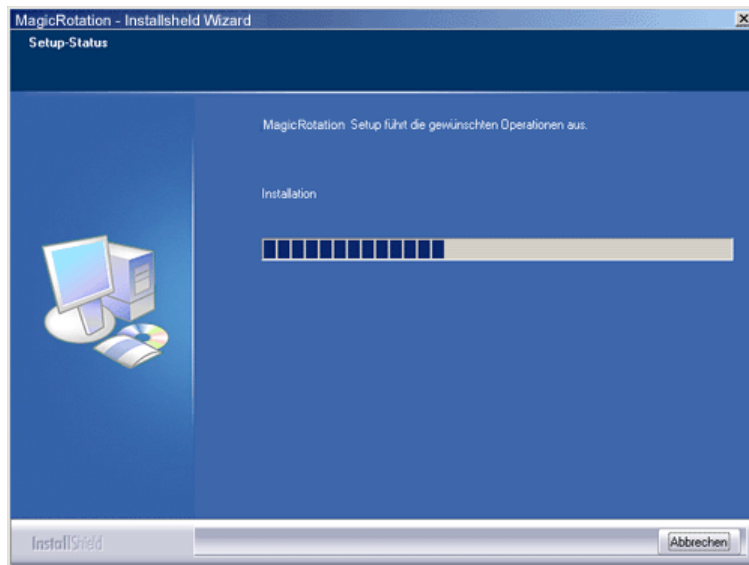 MagicRotation - Installsheld Wizard
Setup-Status
MagicRotation Setup führt die gewünschten Operationen aus.
Installation
InstallShield
Abbrechen